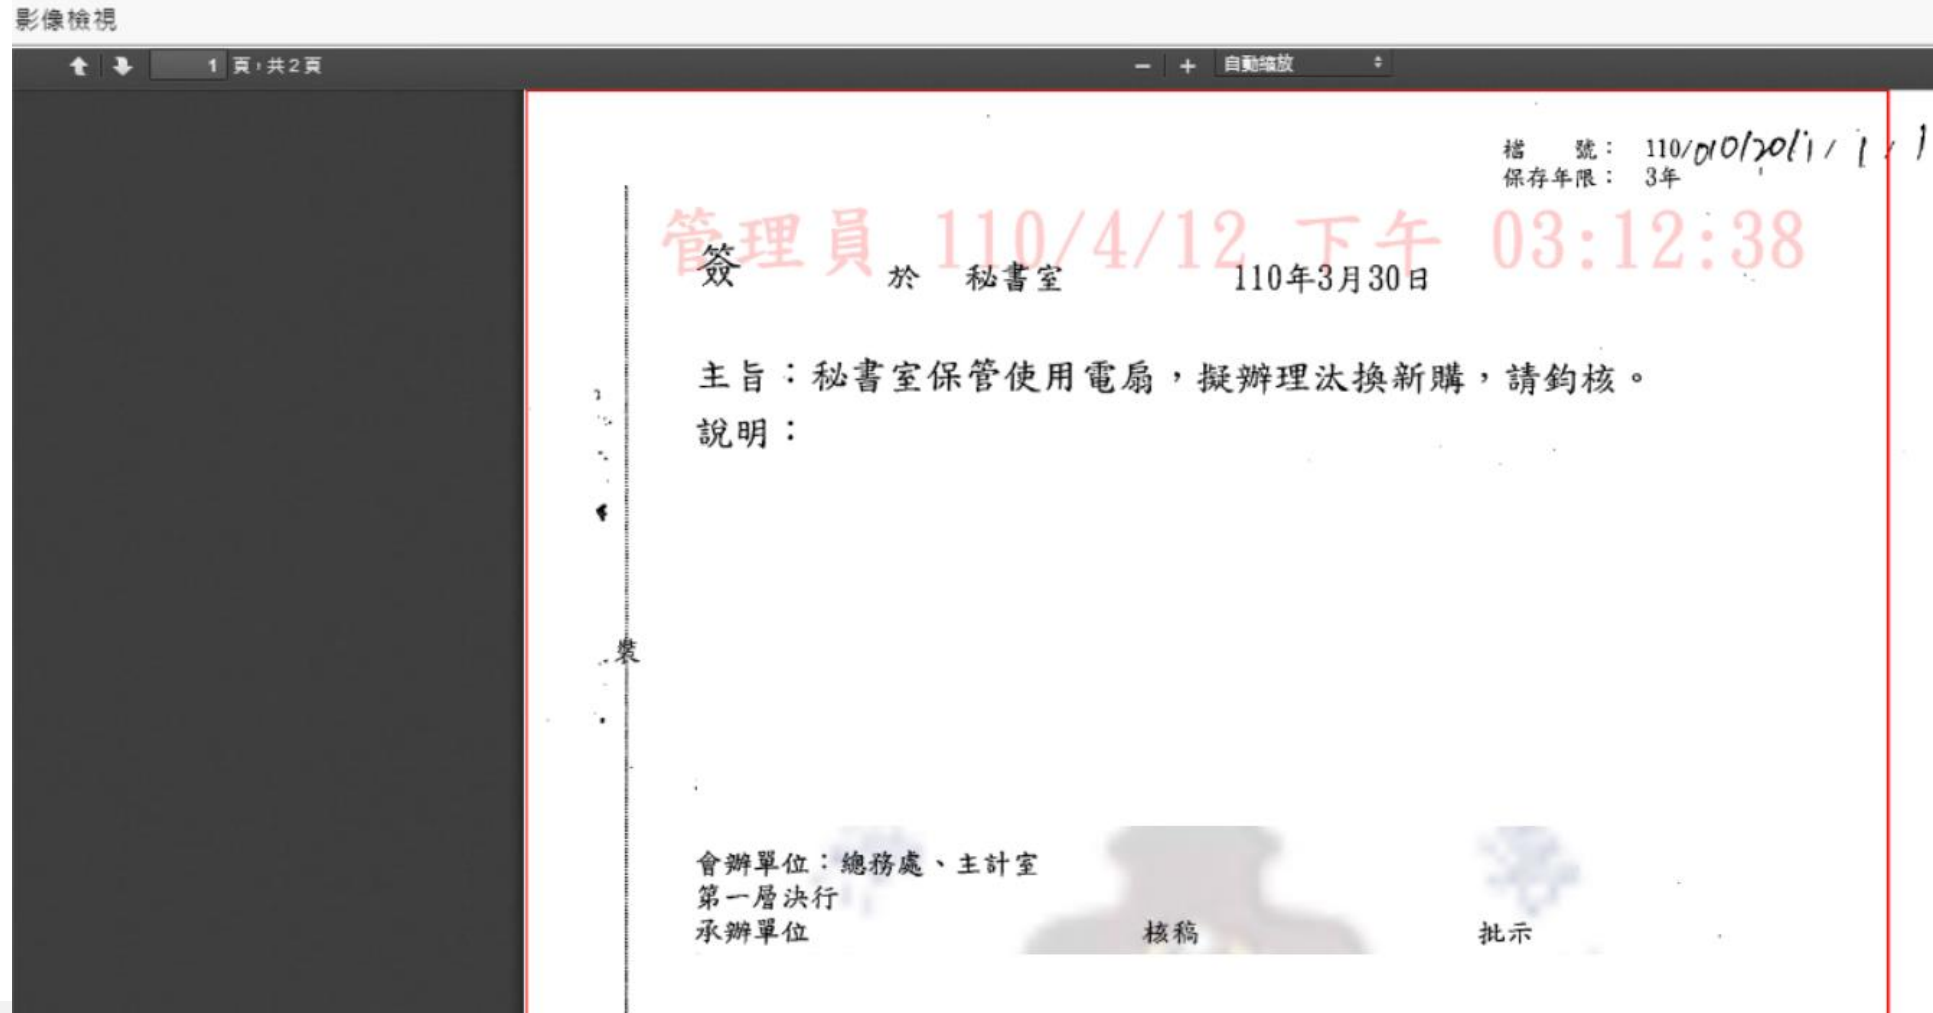 影像檢視
1 頁，共2頁
自動縮放
檔 號： 110/010/2011/1/1
保存年限： 3年
管理員 110/4/12 下午 03:12:38
簽 於 秘書室 110年3月30日
主旨：秘書室保管使用電扇，擬辦理汰換新購，請鈞核。
說明：
裝
會辦單位：總務處、主計室
第一層決行
承辦單位 核稿 批示